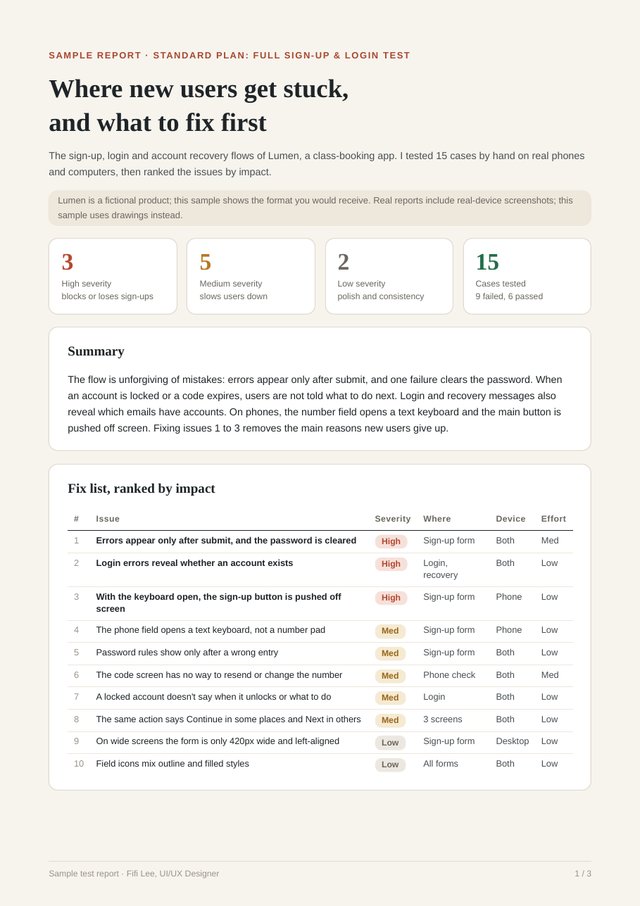 SAMPLE REPORT · STANDARD PLAN: FULL SIGN-UP & LOGIN TEST
Where new users get stuck,
and what to fix first
The sign-up, login and account recovery flows of Lumen, a class-booking app. I tested 15 cases by hand on real phones
and computers, then ranked the issues by impact.
Lumen is a fictional product; this sample shows the format you would receive. Real reports include real-device screenshots; this
sample uses drawings instead.
3
High severity
blocks or loses sign-ups
5
Medium severity
slows users down
2
Low severity
polish and consistency
15
Cases tested
9 failed, 6 passed
Summary
The flow is unforgiving of mistakes: errors appear only after submit, and one failure clears the password. When
an account is locked or a code expires, users are not told what to do next. Login and recovery messages also
reveal which emails have accounts. On phones, the number field opens a text keyboard and the main button is
pushed off screen. Fixing issues 1 to 3 removes the main reasons new users give up.
Fix list, ranked by impact
# Issue Severity Where Device Effort
1 Errors appear only after submit, and the password is cleared High Sign-up form Both Med
2 Login errors reveal whether an account exists High Login, Both Low
recovery
3 With the keyboard open, the sign-up button is pushed off High Sign-up form Phone Low
screen
4 The phone field opens a text keyboard, not a number pad Med Sign-up form Phone Low
5 Password rules show only after a wrong entry Med Sign-up form Both Low
6 The code screen has no way to resend or change the number Med Phone check Both Med
7 A locked account doesn't say when it unlocks or what to do Med Login Both Low
8 The same action says Continue in some places and Next in others Med 3 screens Both Low
9 On wide screens the form is only 420px wide and left-aligned Low Sign-up form Desktop Low
10 Field icons mix outline and filled styles Low All forms Both Low
Sample test report · Fifi Lee, UI/UX Designer 1 / 3